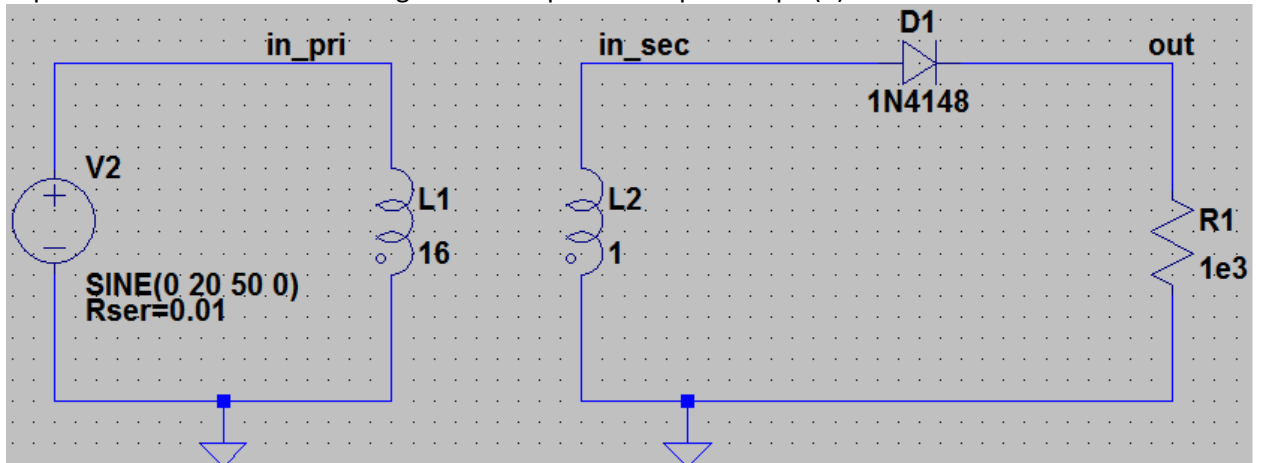 in_pri
in_sec
D1
out
1N4148
V2
L1
16
L2
1
R1
1e3
SINE(0 20 50 0)
Rser=0.01